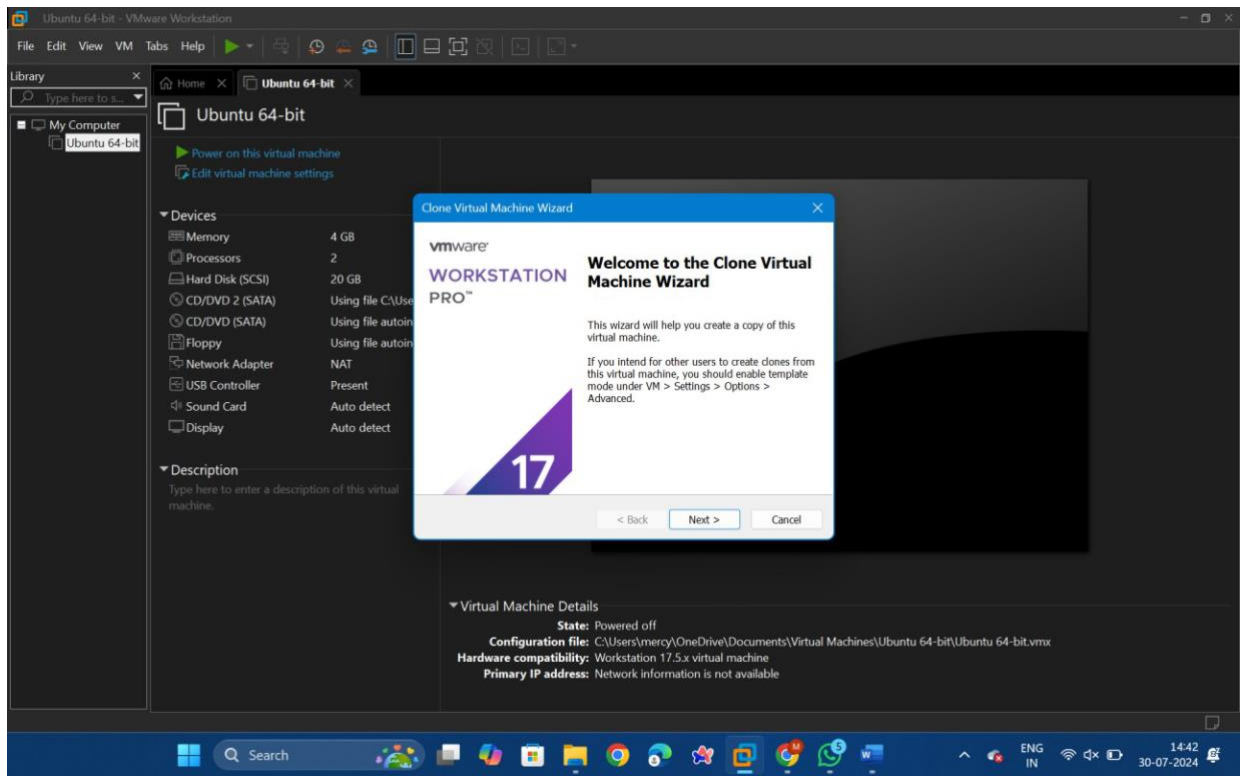 Ubuntu 64-bit - VMware Workstation
File Edit View VM Tabs Help
Library
Home
Ubuntu 64-bit
Type here to s...
Ubuntu 64-bit
My Computer
Ubuntu 64-bit
Power on this virtual machine
Edit virtual machine settings
Devices
Memory 4 GB
Processors 2
Hard Disk (SCSI) 20 GB
CD/DVD 2 (SATA) Using file C:\Use
CD/DVD (SATA) Using file autoin
Floppy Using file autoin
Network Adapter NAT
USB Controller Present
Sound Card Auto detect
Display Auto detect
Description
Type here to enter a description of this virtual
machine.
Clone Virtual Machine Wizard
vmware
WORKSTATION
PRO™
17
Welcome to the Clone Virtual
Machine Wizard
This wizard will help you create a copy of this
virtual machine.
If you intend for other users to create clones from
this virtual machine, you should enable template
mode under VM > Settings > Options >
Advanced.
< Back Next > Cancel
Virtual Machine Details
State: Powered off
Configuration file: C:\Users\mercy\OneDrive\Documents\Virtual Machines\Ubuntu 64-bit\Ubuntu 64-bit.vmx
Hardware compatibility: Workstation 17.5.x virtual machine
Primary IP address: Network information is not available
Search
ENG
IN
14:42
30-07-2024